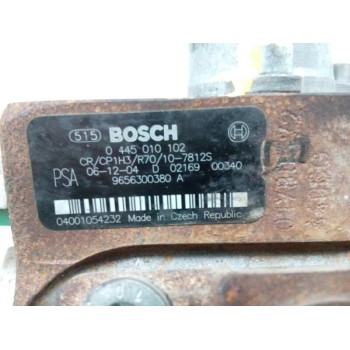 515 BOSCH
0 445 010 102
CR/CP1H3/R70/10-7812S
PSA 06-12-04 D 02169 00340
9656300380 A
04001054232 Made in Czech Republic